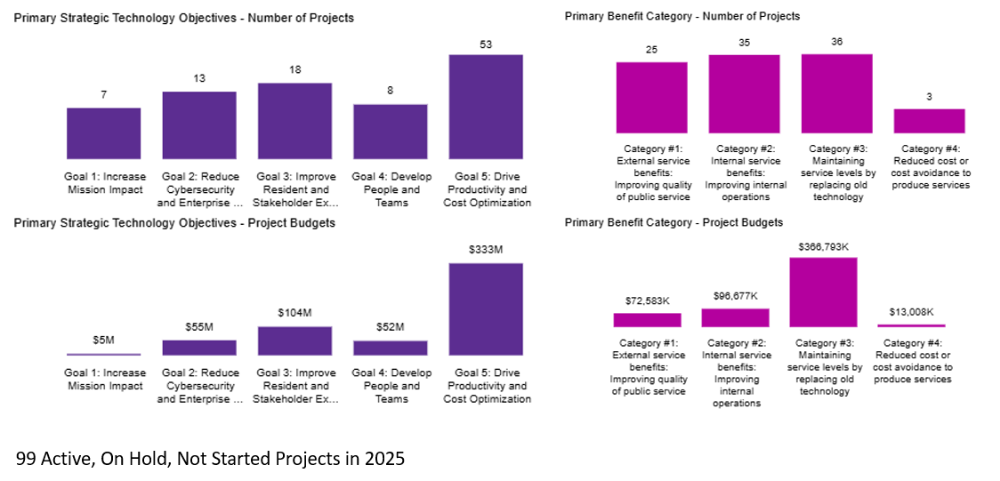 Primary Strategic Technology Objectives - Number of Projects
7
13
18
8
53
Goal 1: Increase
Mission Impact
Goal 2: Reduce
Cybersecurity
and Enterprise ...
Goal 3: Improve
Resident and
Stakeholder Ex...
Goal 4: Develop
People and
Teams
Goal 5: Drive
Productivity and
Cost Optimization
Primary Benefit Category - Number of Projects
25
35
36
3
Category #1:
External service
benefits:
Improving quality
of public service
Category #2:
Internal service
benefits:
Improving internal
operations
Category #3:
Maintaining
service levels by
replacing old
technology
Category #4:
Reduced cost or
cost avoidance to
produce services
Primary Strategic Technology Objectives - Project Budgets
$5M
$55M
$104M
$52M
$333M
Goal 1: Increase
Mission Impact
Goal 2: Reduce
Cybersecurity
and Enterprise ...
Goal 3: Improve
Resident and
Stakeholder Ex...
Goal 4: Develop
People and
Teams
Goal 5: Drive
Productivity and
Cost Optimization
Primary Benefit Category - Project Budgets
$72,583K
$96,677K
$366,793K
$13,008K
Category #1:
External service
benefits:
Improving quality
of public service
Category #2:
Internal service
benefits:
Improving
internal
operations
Category #3:
Maintaining
service levels by
replacing old
technology
Category #4:
Reduced cost or
cost avoidance to
produce services
99 Active, On Hold, Not Started Projects in 2025